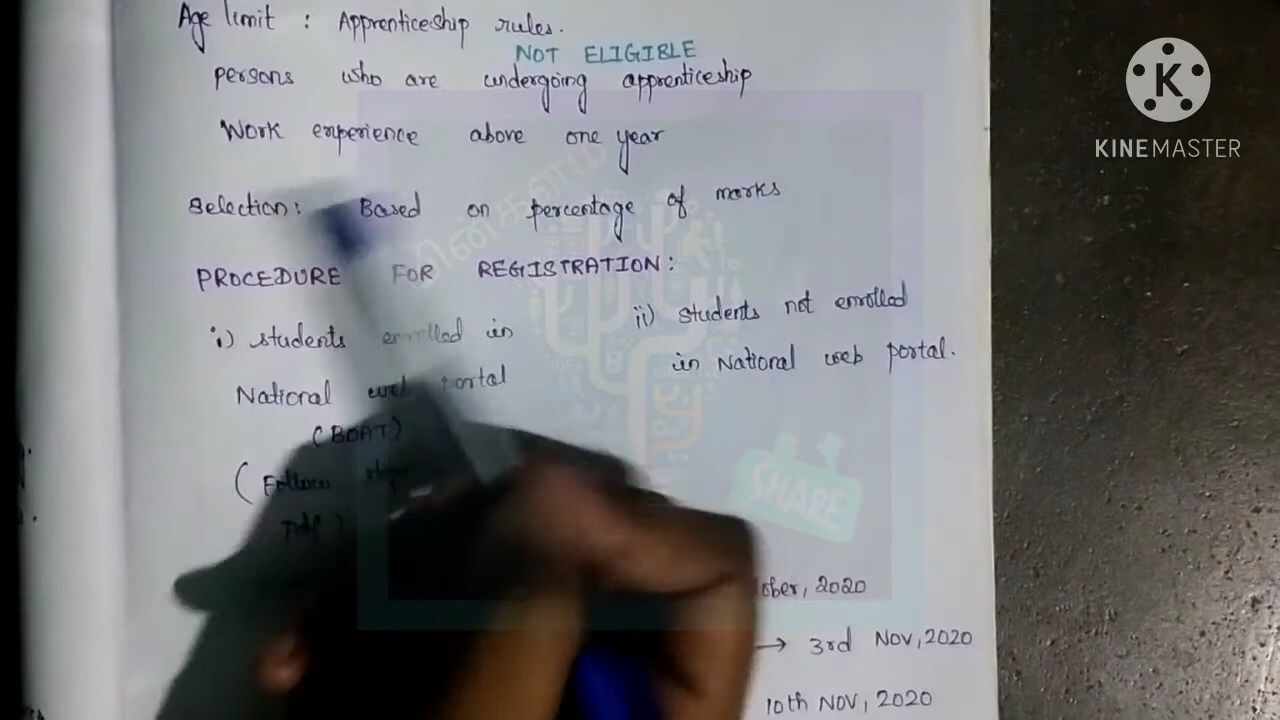 Age limit : Apprenticeship rules.
NOT ELIGIBLE
persons who are undergoing apprenticeship
Work experience above one year
Selection: Based on percentage of marks
PROCEDURE FOR REGISTRATION:
i) students enrolled in
National web portal
(BOAT)
ii) students not enrolled
in National web portal.
, 2020
→ 3rd Nov, 2020
10th NOV, 2020
K
KINEMASTER
SHARE